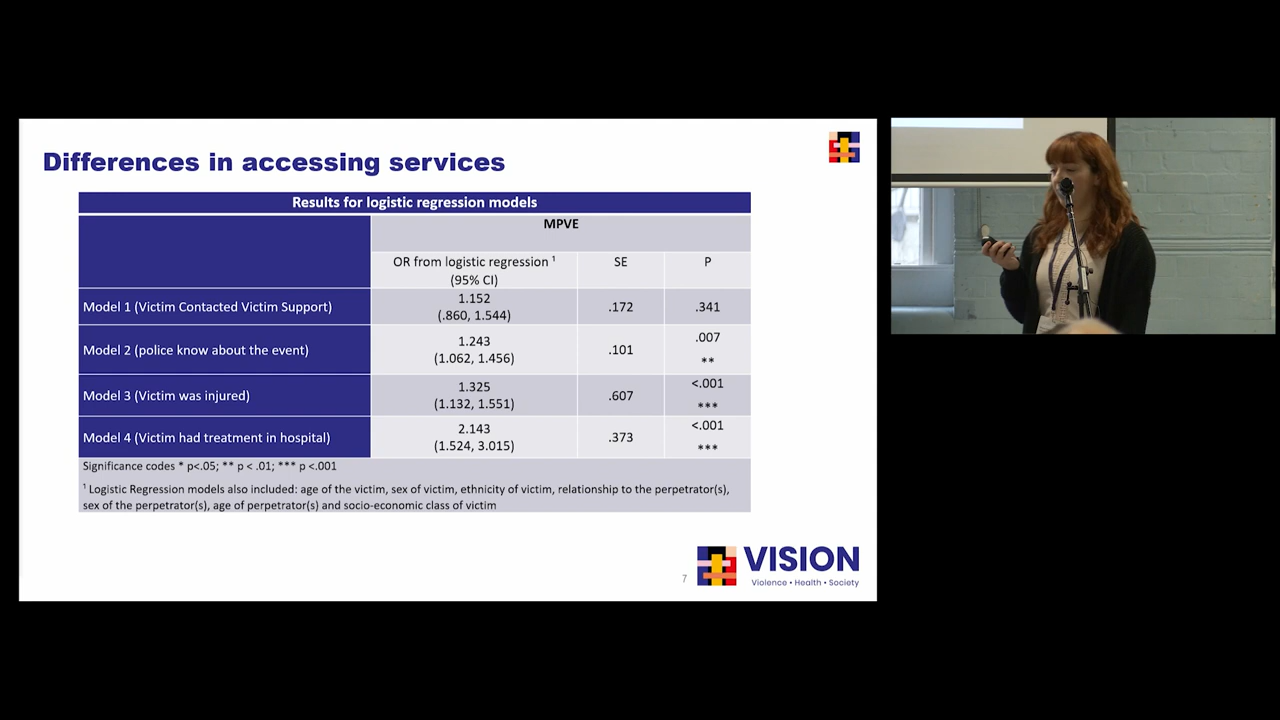 Differences in accessing services
Results for logistic regression models
MPVE
OR from logistic regression ¹
(95% CI)
SE
P
Model 1 (Victim Contacted Victim Support)
1.152
(.860, 1.544)
.172
.341
Model 2 (police know about the event)
1.243
(1.062, 1.456)
.101
.007
**
Model 3 (Victim was injured)
1.325
(1.132, 1.551)
.607
<.001
***
Model 4 (Victim had treatment in hospital)
2.143
(1.524, 3.015)
.373
<.001
***
Significance codes * p<.05; ** p < .01; *** p <.001
¹ Logistic Regression models also included: age of the victim, sex of victim, ethnicity of victim, relationship to the perpetrator(s),
sex of the perpetrator(s), age of perpetrator(s) and socio-economic class of victim
7
VISION
Violence • Health • Society